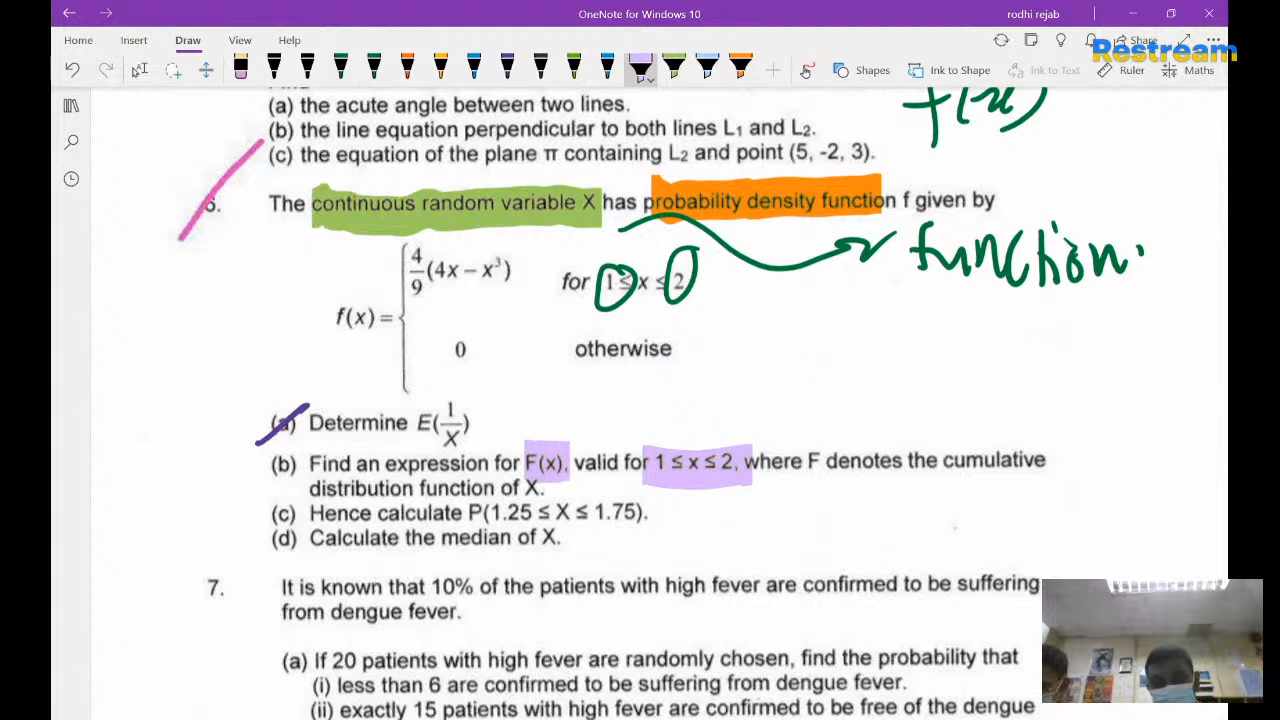 OneNote for Windows 10
rodhi rejab
Home Insert Draw View Help
Share
Restream
Shapes Ink to Shape Ink to Text Ruler Maths
(a) the acute angle between two lines.
(b) the line equation perpendicular to both lines L₁ and L₂.
(c) the equation of the plane π containing L₂ and point (5, -2, 3).
f(x)
6. The continuous random variable X has probability density function f given by
function.
f(x) = { 4/9 (4x − x³) for 1 ≤ x ≤ 2
0 otherwise
(a) Determine E(1/X)
(b) Find an expression for F(x), valid for 1 ≤ x ≤ 2, where F denotes the cumulative
distribution function of X.
(c) Hence calculate P(1.25 ≤ X ≤ 1.75).
(d) Calculate the median of X.
7. It is known that 10% of the patients with high fever are confirmed to be suffering
from dengue fever.
(a) If 20 patients with high fever are randomly chosen, find the probability that
(i) less than 6 are confirmed to be suffering from dengue fever.
(ii) exactly 15 patients with high fever are confirmed to be free of the dengue